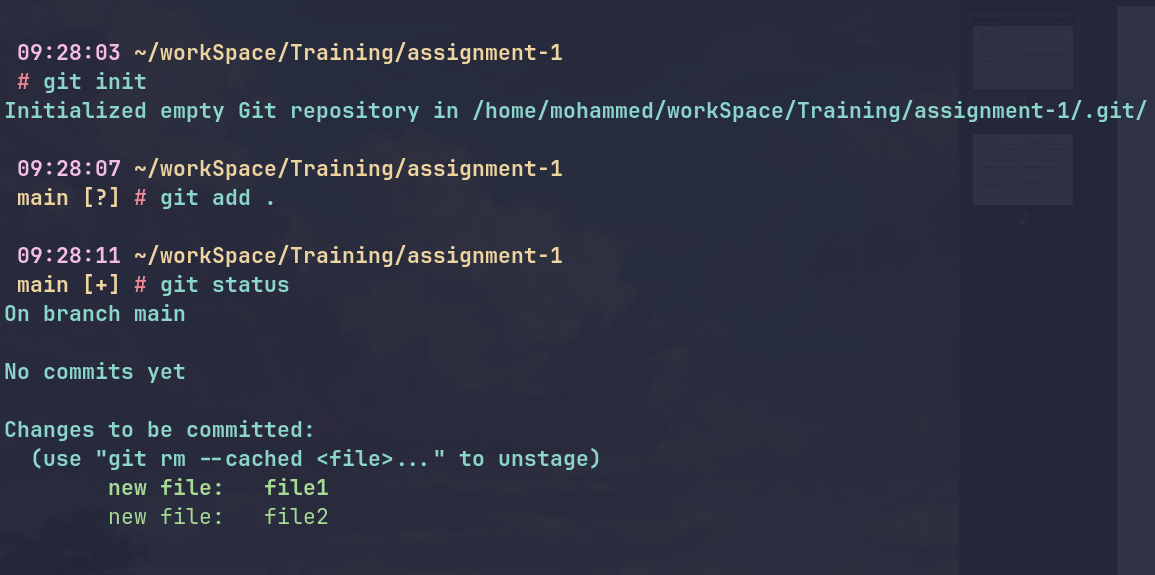 09:28:03 ~/workSpace/Training/assignment-1
# git init
Initialized empty Git repository in /home/mohammed/workSpace/Training/assignment-1/.git/
09:28:07 ~/workSpace/Training/assignment-1
main [?] # git add .
09:28:11 ~/workSpace/Training/assignment-1
main [+] # git status
On branch main
No commits yet
Changes to be committed:
(use "git rm --cached <file>..." to unstage)
new file:   file1
new file:   file2
2